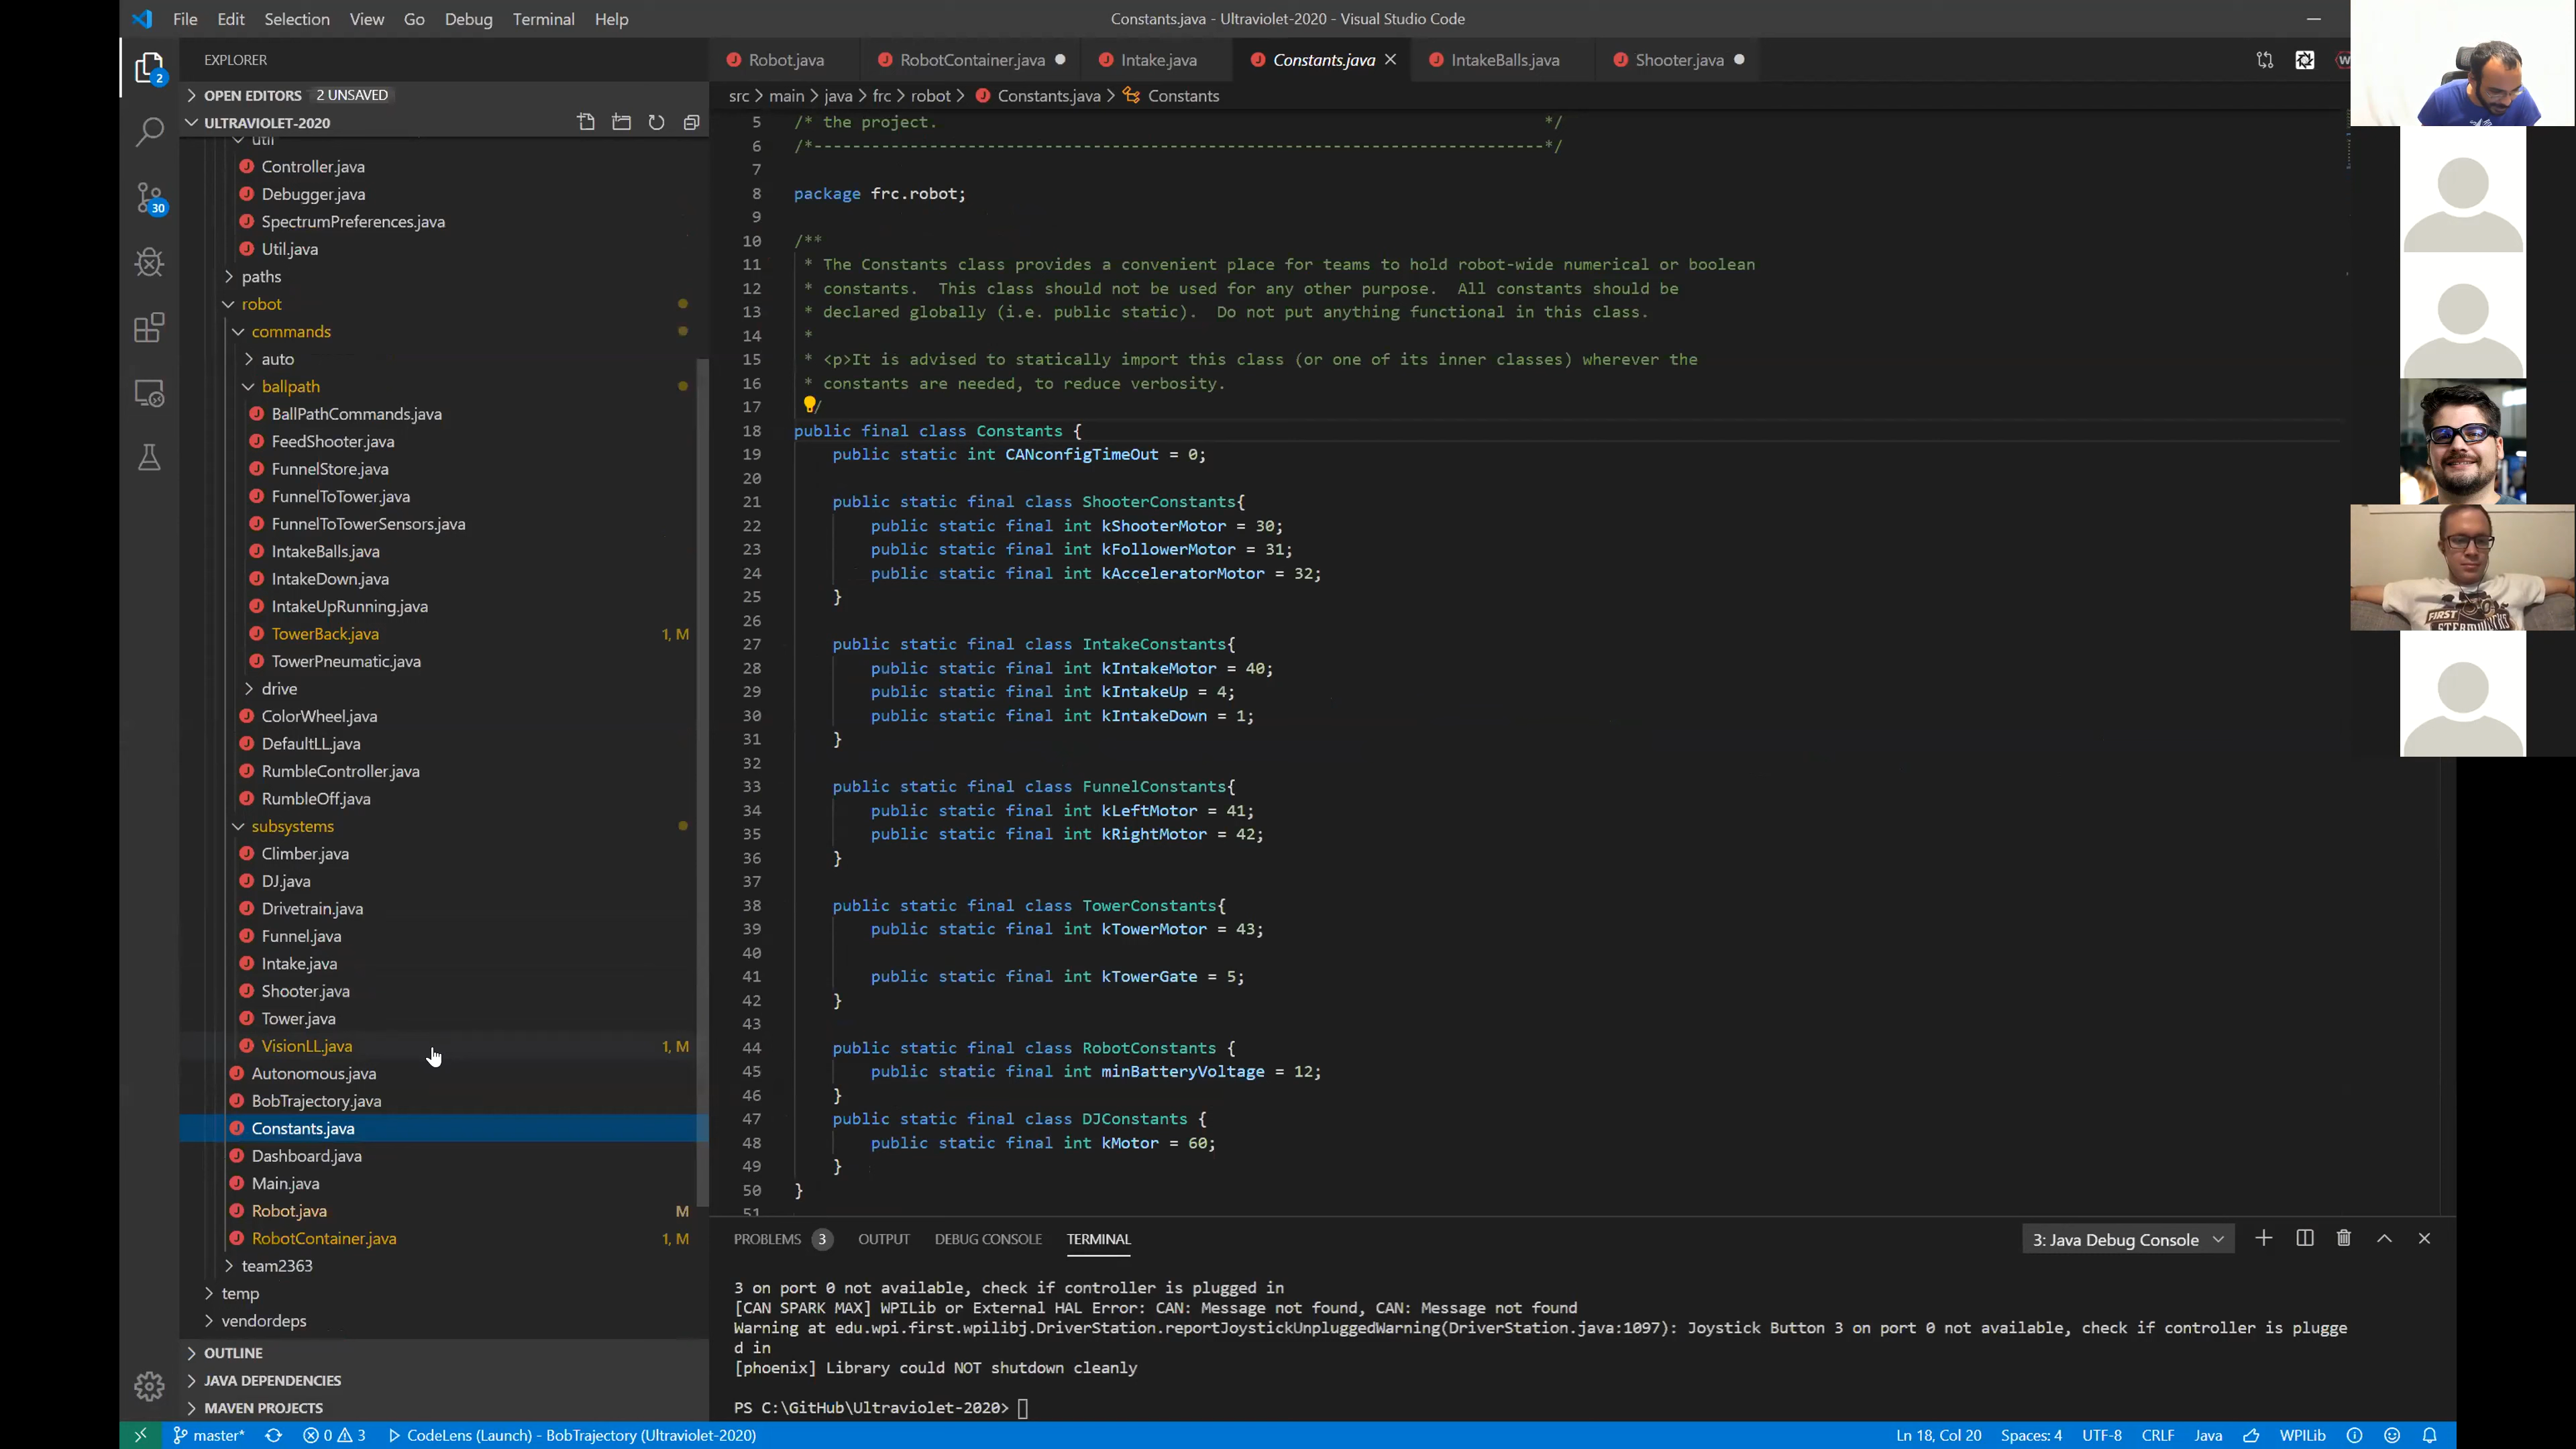 File Edit Selection View Go Debug Terminal Help
Constants.java - Ultraviolet-2020 - Visual Studio Code
EXPLORER
OPEN EDITORS 2 UNSAVED
ULTRAVIOLET-2020
util
Controller.java
Debugger.java
SpectrumPreferences.java
Util.java
paths
robot
commands
auto
ballpath
BallPathCommands.java
FeedShooter.java
FunnelStore.java
FunnelToTower.java
FunnelToTowerSensors.java
IntakeBalls.java
IntakeDown.java
IntakeUpRunning.java
TowerBack.java 1, M
TowerPneumatic.java
drive
ColorWheel.java
DefaultLL.java
RumbleController.java
RumbleOff.java
subsystems
Climber.java
DJ.java
Drivetrain.java
Funnel.java
Intake.java
Shooter.java
Tower.java
VisionLL.java 1, M
Autonomous.java
BobTrajectory.java
Constants.java
Dashboard.java
Main.java
Robot.java M
RobotContainer.java 1, M
team2363
temp
vendordeps
OUTLINE
JAVA DEPENDENCIES
MAVEN PROJECTS
2
30
Robot.java RobotContainer.java Intake.java Constants.java IntakeBalls.java Shooter.java
src > main > java > frc > robot > Constants.java > Constants
5 /* the project. */
6 /*----------------------------------------------------------------------------*/
7
8 package frc.robot;
9
10 /**
11 * The Constants class provides a convenient place for teams to hold robot-wide numerical or boolean
12 * constants. This class should not be used for any other purpose. All constants should be
13 * declared globally (i.e. public static). Do not put anything functional in this class.
14 *
15 * <p>It is advised to statically import this class (or one of its inner classes) wherever the
16 * constants are needed, to reduce verbosity.
17 /
18 public final class Constants {
19 public static int CANconfigTimeOut = 0;
20
21 public static final class ShooterConstants{
22 public static final int kShooterMotor = 30;
23 public static final int kFollowerMotor = 31;
24 public static final int kAcceleratorMotor = 32;
25 }
26
27 public static final class IntakeConstants{
28 public static final int kIntakeMotor = 40;
29 public static final int kIntakeUp = 4;
30 public static final int kIntakeDown = 1;
31 }
32
33 public static final class FunnelConstants{
34 public static final int kLeftMotor = 41;
35 public static final int kRightMotor = 42;
36 }
37
38 public static final class TowerConstants{
39 public static final int kTowerMotor = 43;
40
41 public static final int kTowerGate = 5;
42 }
43
44 public static final class RobotConstants {
45 public static final int minBatteryVoltage = 12;
46 }
47 public static final class DJConstants {
48 public static final int kMotor = 60;
49 }
50 }
51
PROBLEMS 3 OUTPUT DEBUG CONSOLE TERMINAL
3: Java Debug Console
3 on port 0 not available, check if controller is plugged in
[CAN SPARK MAX] WPILib or External HAL Error: CAN: Message not found, CAN: Message not found
Warning at edu.wpi.first.wpilibj.DriverStation.reportJoystickUnpluggedWarning(DriverStation.java:1097): Joystick Button 3 on port 0 not available, check if controller is plugge
d in
[phoenix] Library could NOT shutdown cleanly
PS C:\GitHub\Ultraviolet-2020>
master* 0 3 CodeLens (Launch) - BobTrajectory (Ultraviolet-2020)
Ln 18, Col 20 Spaces: 4 UTF-8 CRLF Java WPILib
FIRST